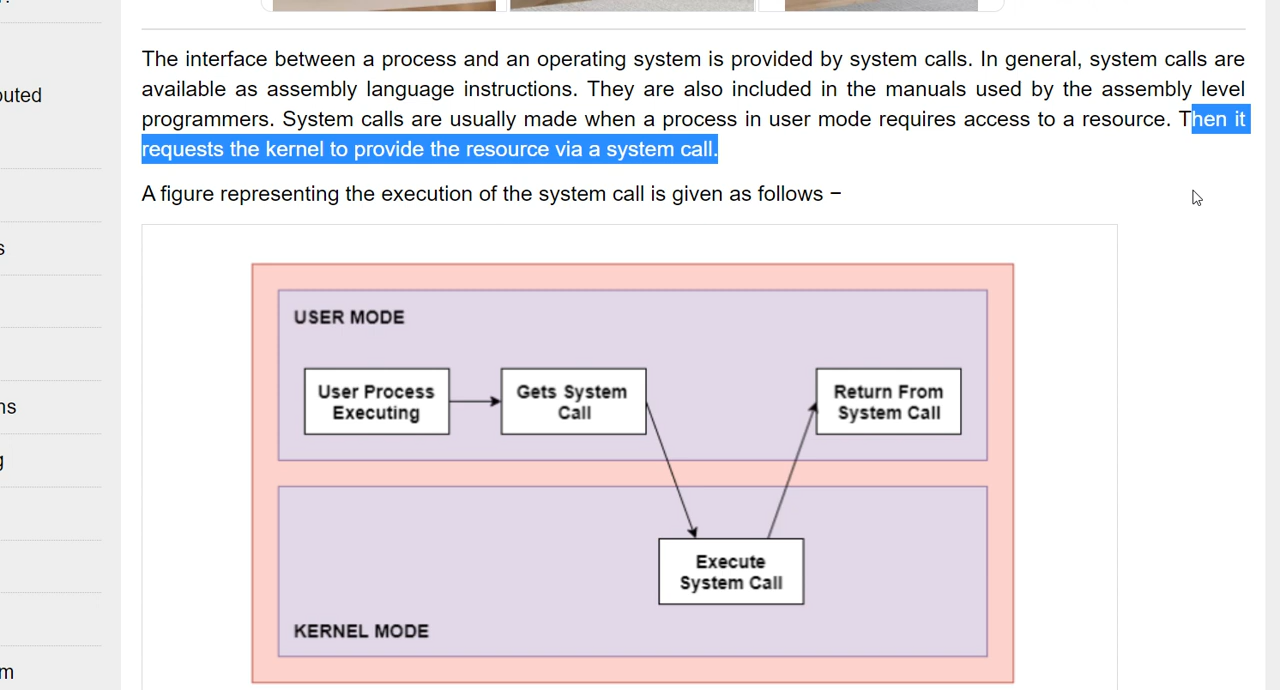 outed
The interface between a process and an operating system is provided by system calls. In general, system calls are
available as assembly language instructions. They are also included in the manuals used by the assembly level
programmers. System calls are usually made when a process in user mode requires access to a resource. Then it
requests the kernel to provide the resource via a system call.
A figure representing the execution of the system call is given as follows −
s
ns
g
m
USER MODE
User Process
Executing
Gets System
Call
Return From
System Call
Execute
System Call
KERNEL MODE